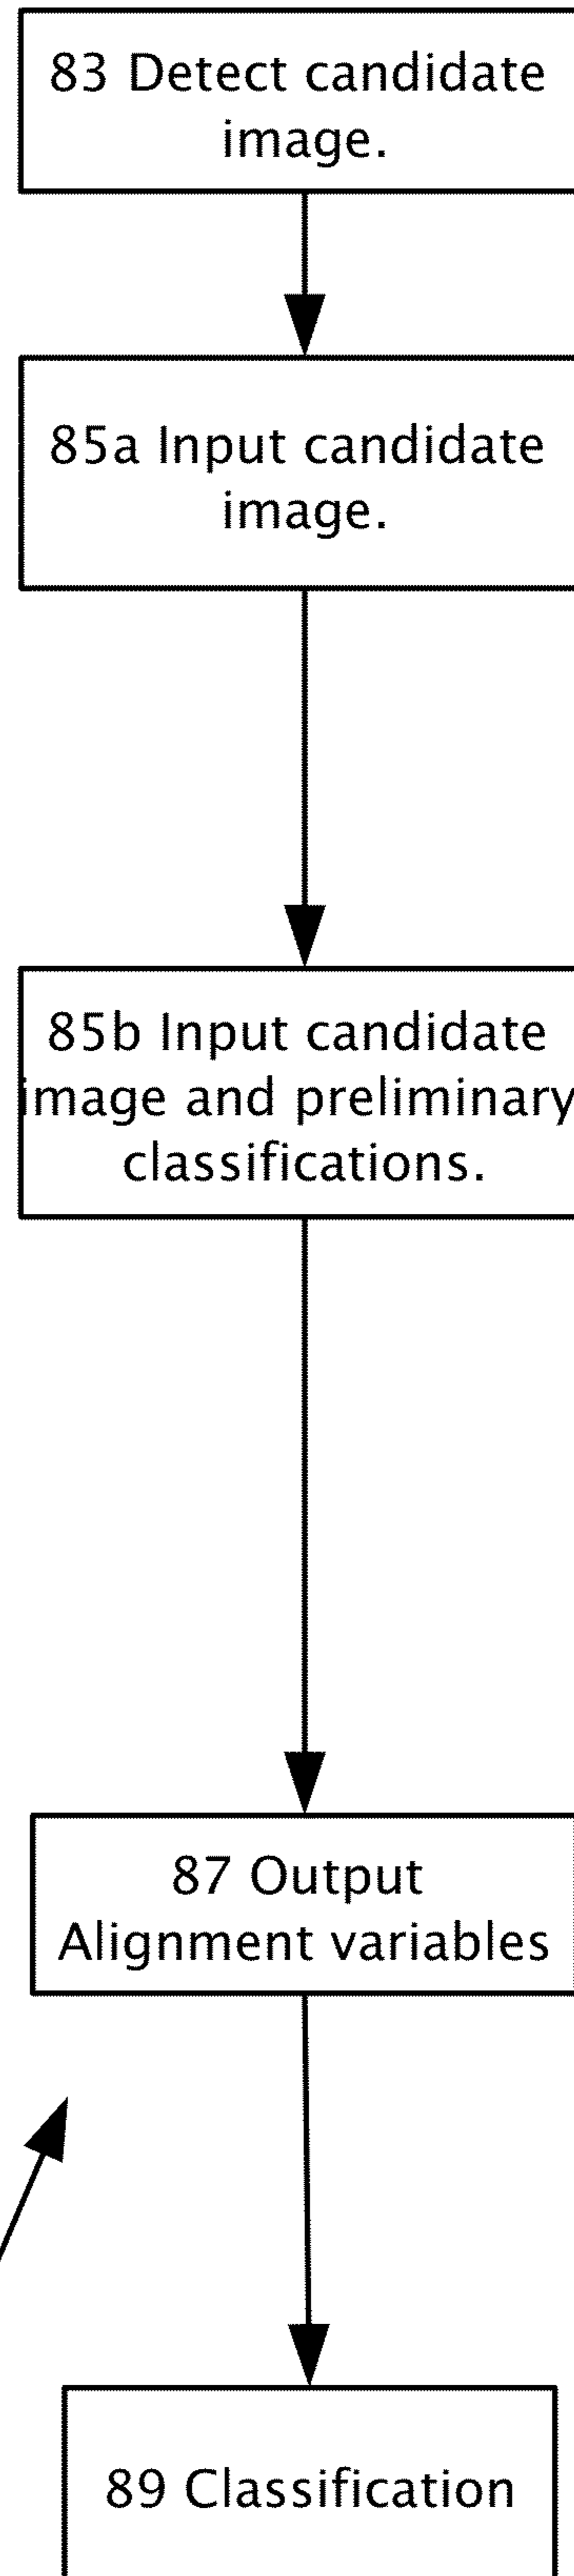 83 Detect candidate
image.
85a Input candidate
image.
85b Input candidate
image and preliminary
classifications.
87 Output
Alignment variables
89 Classification